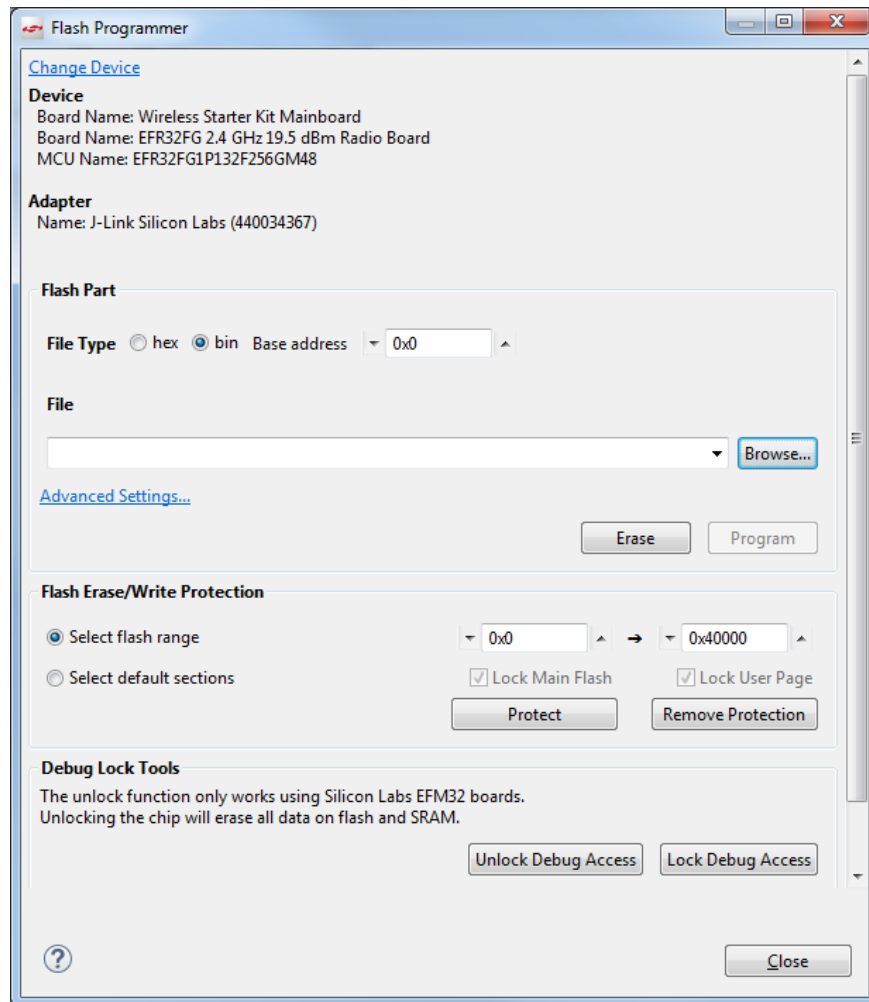 Flash Programmer
Change Device
Device
Board Name: Wireless Starter Kit Mainboard
Board Name: EFR32FG 2.4 GHz 19.5 dBm Radio Board
MCU Name: EFR32FG1P132F256GM48
Adapter
Name: J-Link Silicon Labs (440034367)
Flash Part
File Type hex bin Base address 0x0
File
Browse...
Advanced Settings...
Erase Program
Flash Erase/Write Protection
Select flash range 0x0 → 0x40000
Select default sections Lock Main Flash Lock User Page
Protect Remove Protection
Debug Lock Tools
The unlock function only works using Silicon Labs EFM32 boards.
Unlocking the chip will erase all data on flash and SRAM.
Unlock Debug Access Lock Debug Access
? Close